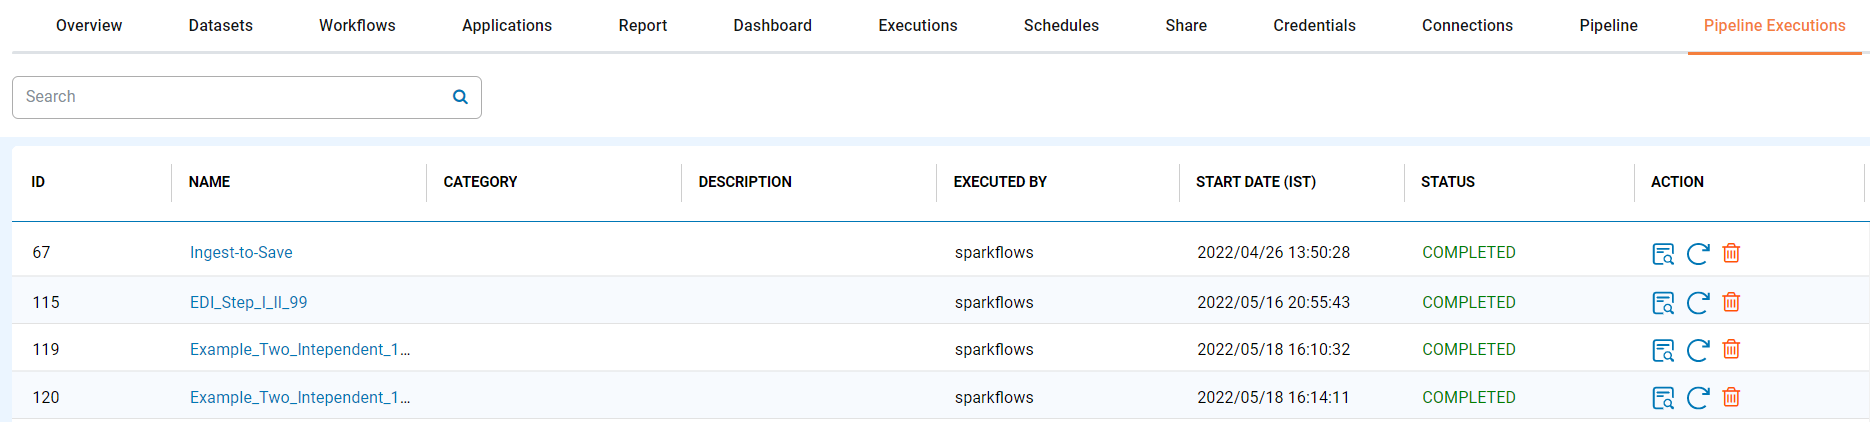 Overview Datasets Workflows Applications Report Dashboard Executions Schedules Share Credentials Connections Pipeline Pipeline Executions
Search
ID NAME CATEGORY DESCRIPTION EXECUTED BY START DATE (IST) STATUS ACTION
67 Ingest-to-Save sparkflows 2022/04/26 13:50:28 COMPLETED
115 EDI_Step_I_II_99 sparkflows 2022/05/16 20:55:43 COMPLETED
119 Example_Two_Intependent_1... sparkflows 2022/05/18 16:10:32 COMPLETED
120 Example_Two_Intependent_1... sparkflows 2022/05/18 16:14:11 COMPLETED